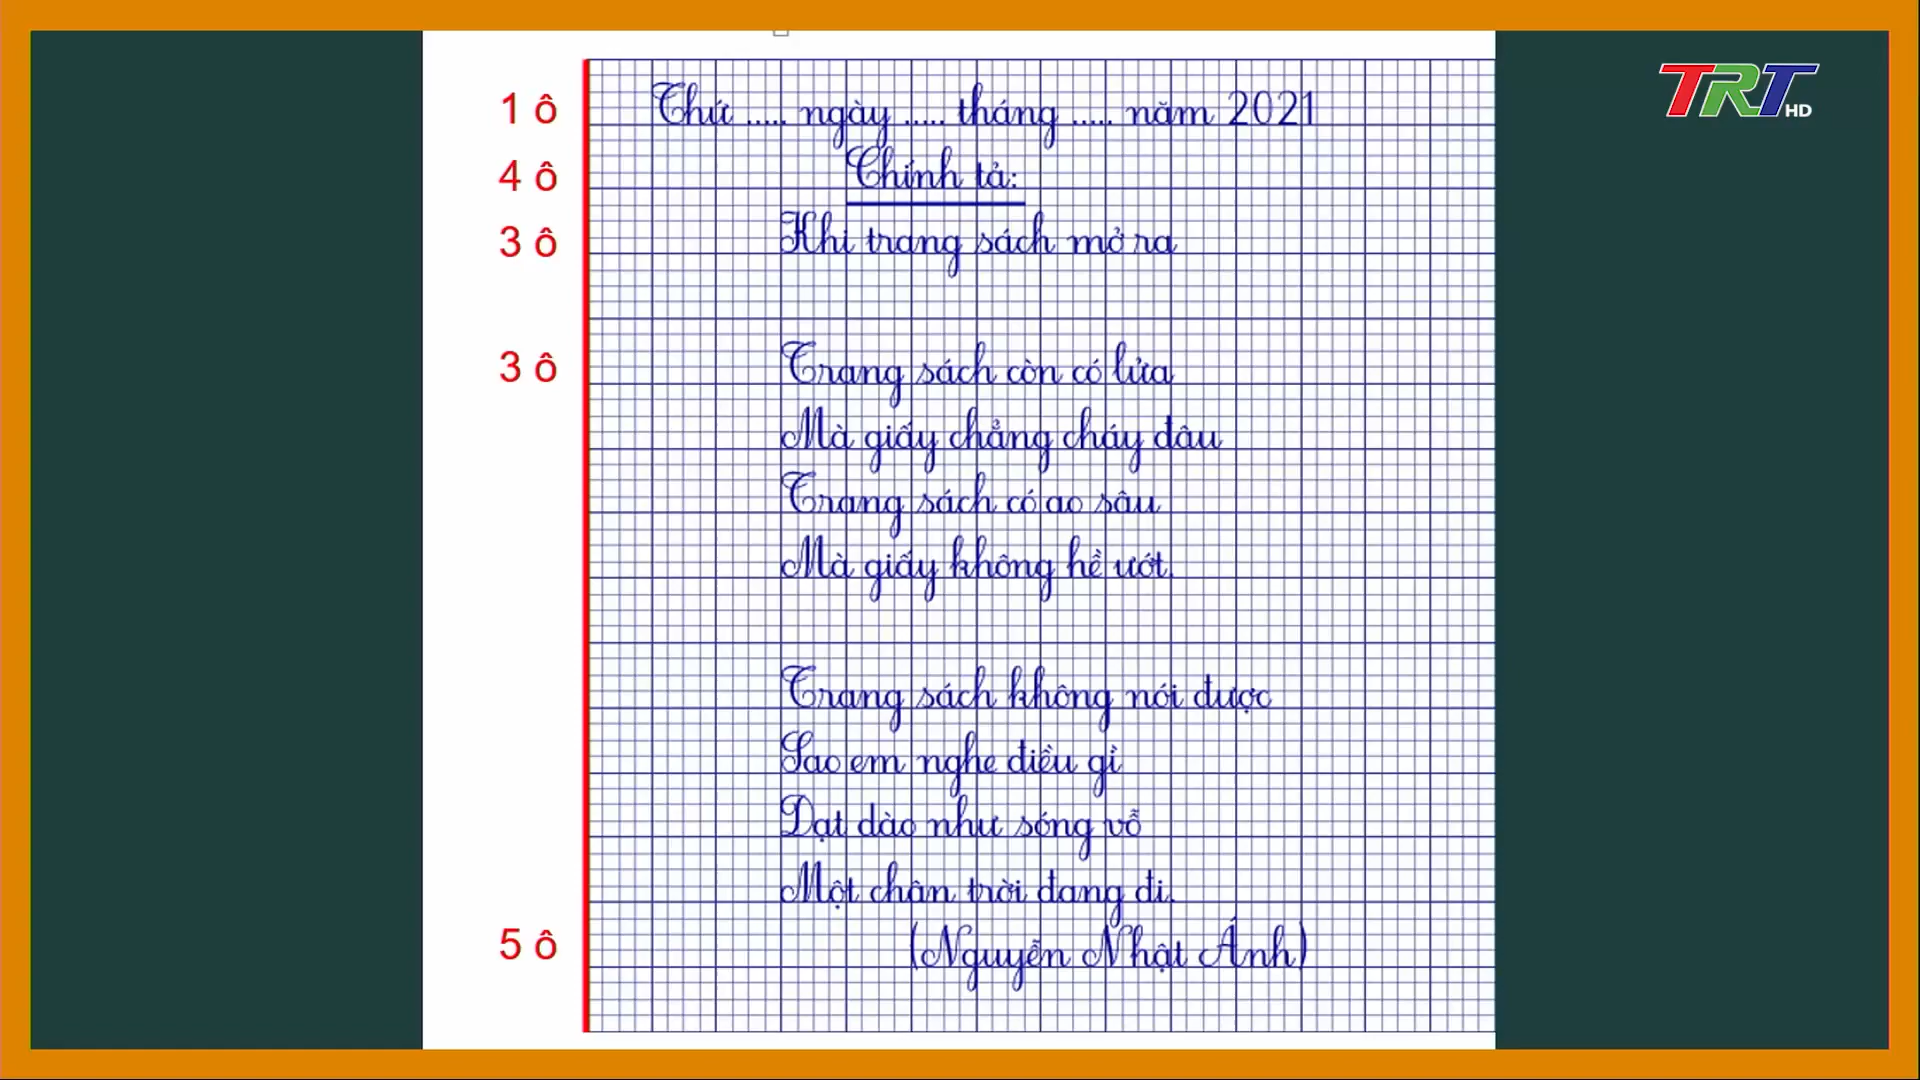 TRT HD
1 ô Thứ ..... ngày ..... tháng ..... năm 2021
4 ô Chính tả:
3 ô Khi trang sách mở ra
3 ô Trang sách còn có lửa
Mà giấy chẳng cháy đâu
Trang sách có ao sâu
Mà giấy không hề ướt.
Trang sách không nói được
Sao em nghe điều gì
Dạt dào như sóng vỗ
Một chân trời đang đi.
5 ô (Nguyễn Nhật Ánh)